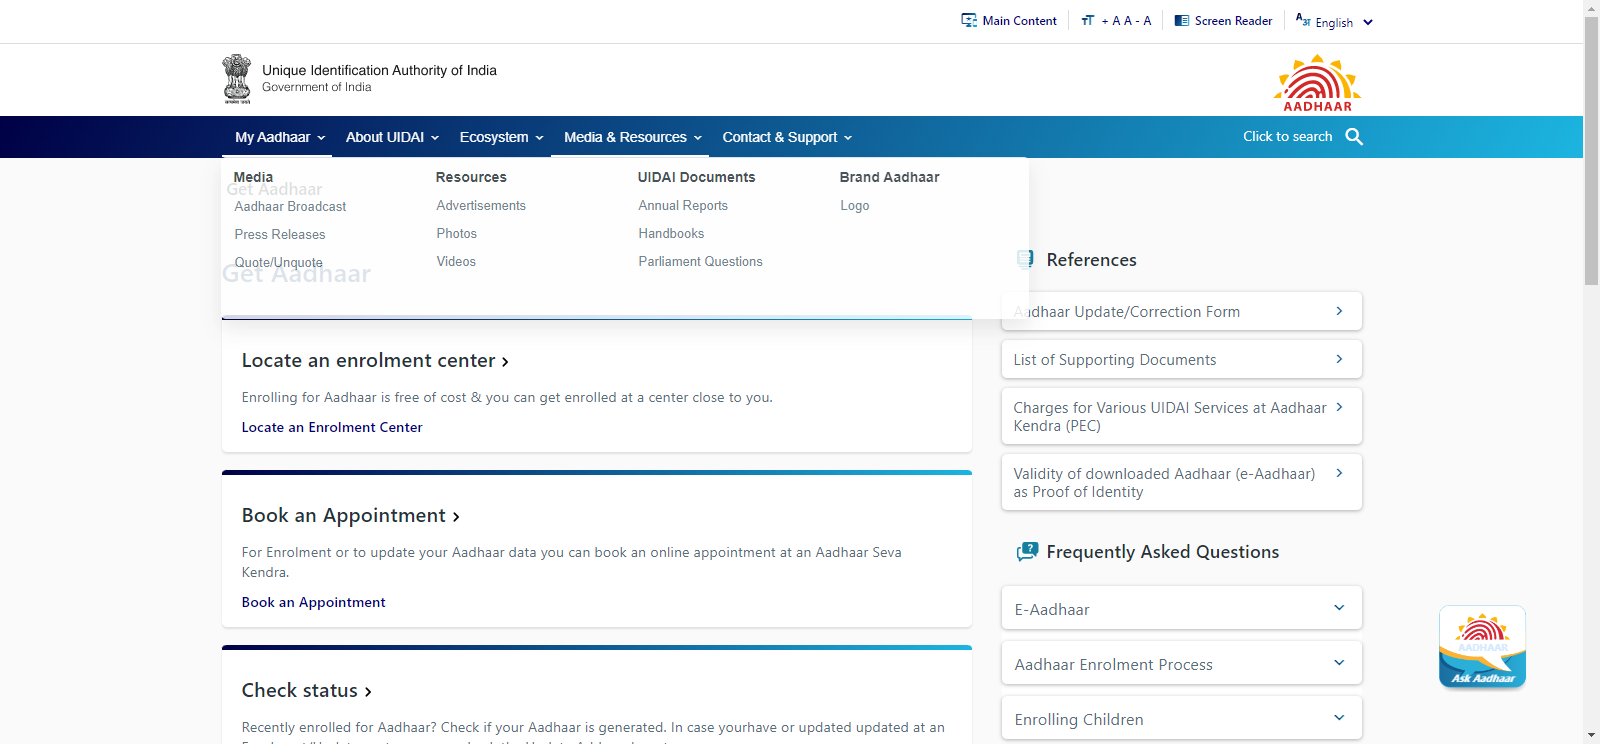 Main Content
+ A A - A
Screen Reader
English
Unique Identification Authority of India
Government of India
AADHAAR
My Aadhaar
About UIDAI
Ecosystem
Media & Resources
Contact & Support
Click to search
Media
Resources
UIDAI Documents
Brand Aadhaar
Get Aadhaar
Aadhaar Broadcast
Advertisements
Annual Reports
Logo
Press Releases
Photos
Handbooks
Quote/Unquote
Videos
Parliament Questions
Get Aadhaar
Locate an enrolment center
Enrolling for Aadhaar is free of cost & you can get enrolled at a center close to you.
Locate an Enrolment Center
Book an Appointment
For Enrolment or to update your Aadhaar data you can book an online appointment at an Aadhaar Seva
Kendra.
Book an Appointment
Check status
Recently enrolled for Aadhaar? Check if your Aadhaar is generated. In case yourhave or updated updated at an
References
Aadhaar Update/Correction Form
List of Supporting Documents
Charges for Various UIDAI Services at Aadhaar
Kendra (PEC)
Validity of downloaded Aadhaar (e-Aadhaar)
as Proof of Identity
Frequently Asked Questions
E-Aadhaar
Aadhaar Enrolment Process
Enrolling Children
AADHAAR
Ask Aadhaar